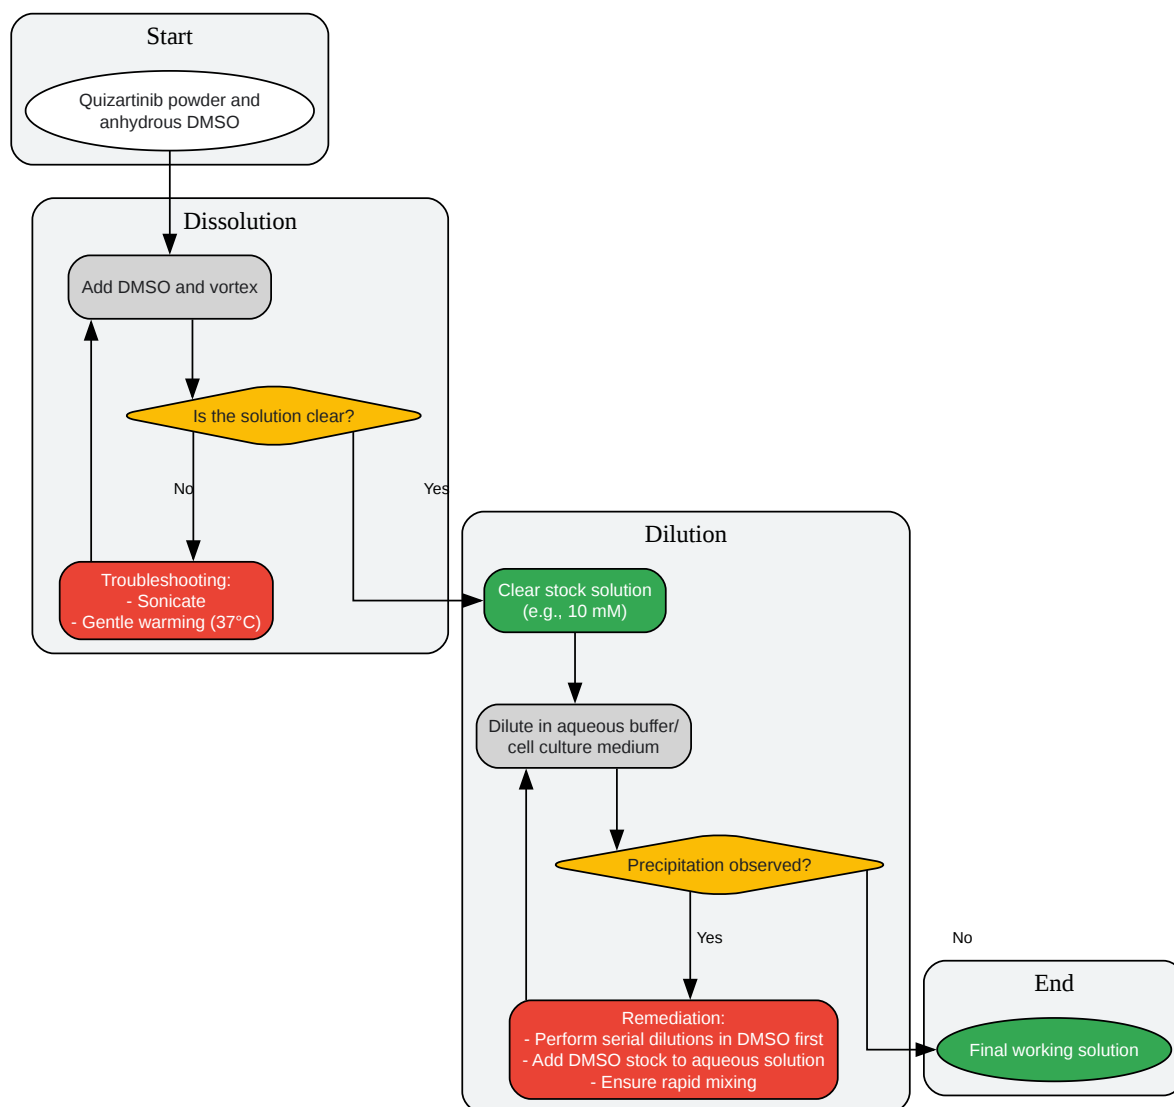 Start
Quizartinib powder and
anhydrous DMSO
Dissolution
Add DMSO and vortex
Is the solution clear?
No
Yes
Troubleshooting:
- Sonicate
- Gentle warming (37°C)
Dilution
Clear stock solution
(e.g., 10 mM)
Dilute in aqueous buffer/
cell culture medium
Precipitation observed?
Yes
No
Remediation:
- Perform serial dilutions in DMSO first
- Add DMSO stock to aqueous solution
- Ensure rapid mixing
End
Final working solution